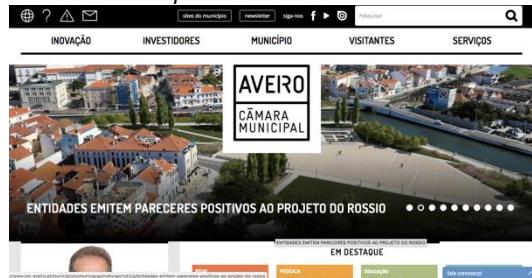 sites do município newsletter siga-nos Pesquisar
INOVAÇÃO INVESTIDORES MUNICÍPIO VISITANTES SERVIÇOS
AVEIRO
CÂMARA
MUNICIPAL
ENTIDADES EMITEM PARECERES POSITIVOS AO PROJETO DO ROSSIO
ENTIDADES EMITEM PARECERES POSITIVOS AO PROJETO DO ROSSIO
EM DESTAQUE
PEDUCA Educação fale connosco!